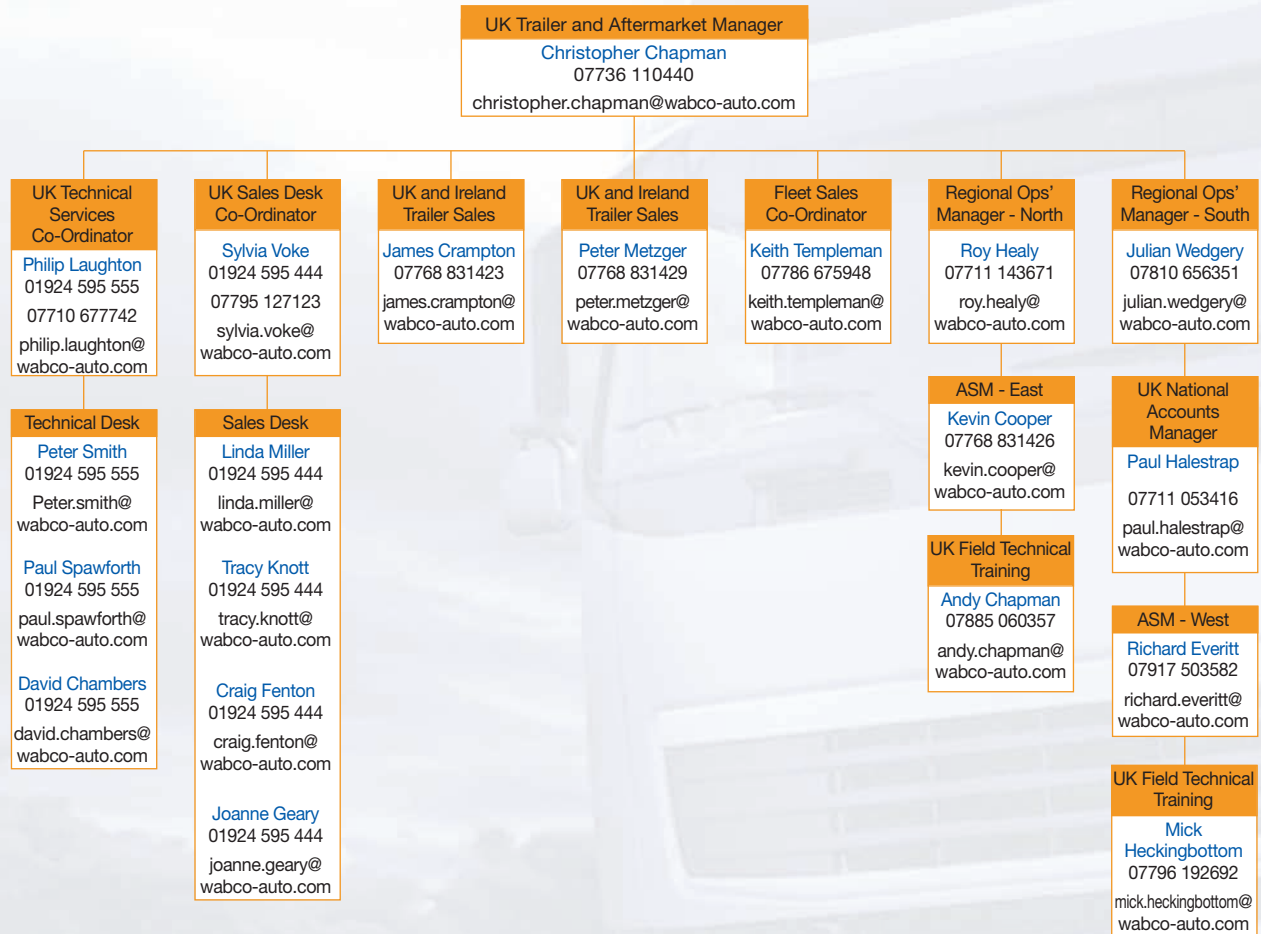 UK Trailer and Aftermarket Manager
Christopher Chapman
07736 110440
christopher.chapman@wabco-auto.com
UK Technical
Services
Co-Ordinator
Philip Laughton
01924 595 555
07710 677742
philip.laughton@
wabco-auto.com
Technical Desk
Peter Smith
01924 595 555
Peter.smith@
wabco-auto.com
Paul Spawforth
01924 595 555
paul.spawforth@
wabco-auto.com
David Chambers
01924 595 555
david.chambers@
wabco-auto.com
UK Sales Desk
Co-Ordinator
Sylvia Voke
01924 595 444
07795 127123
sylvia.voke@
wabco-auto.com
Sales Desk
Linda Miller
01924 595 444
linda.miller@
wabco-auto.com
Tracy Knott
01924 595 444
tracy.knott@
wabco-auto.com
Craig Fenton
01924 595 444
craig.fenton@
wabco-auto.com
Joanne Geary
01924 595 444
joanne.geary@
wabco-auto.com
UK and Ireland
Trailer Sales
James Crampton
07768 831423
james.crampton@
wabco-auto.com
UK and Ireland
Trailer Sales
Peter Metzger
07768 831429
peter.metzger@
wabco-auto.com
Fleet Sales
Co-Ordinator
Keith Templeman
07786 675948
keith.templeman@
wabco-auto.com
Regional Ops'
Manager - North
Roy Healy
07711 143671
roy.healy@
wabco-auto.com
ASM - East
Kevin Cooper
07768 831426
kevin.cooper@
wabco-auto.com
UK Field Technical
Training
Andy Chapman
07885 060357
andy.chapman@
wabco-auto.com
Regional Ops'
Manager - South
Julian Wedgery
07810 656351
julian.wedgery@
wabco-auto.com
UK National
Accounts
Manager
Paul Halestrap
07711 053416
paul.halestrap@
wabco-auto.com
ASM - West
Richard Everitt
07917 503582
richard.everitt@
wabco-auto.com
UK Field Technical
Training
Mick
Heckingbottom
07796 192692
mick.heckingbottom@
wabco-auto.com